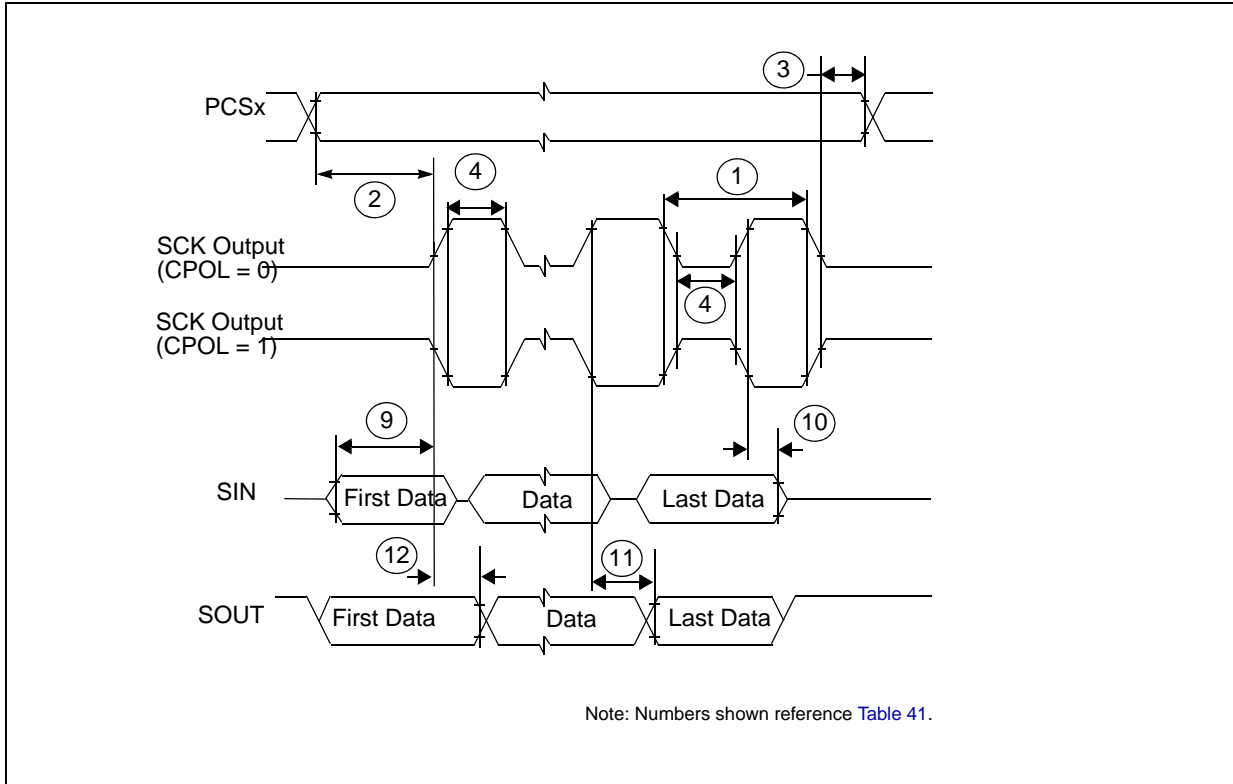 3
PCSx
2
4
1
SCK Output
(CPOL = 0)
4
SCK Output
(CPOL = 1)
9
10
SIN
First Data
Data
Last Data
12
11
SOUT
First Data
Data
Last Data
Note: Numbers shown reference Table 41.